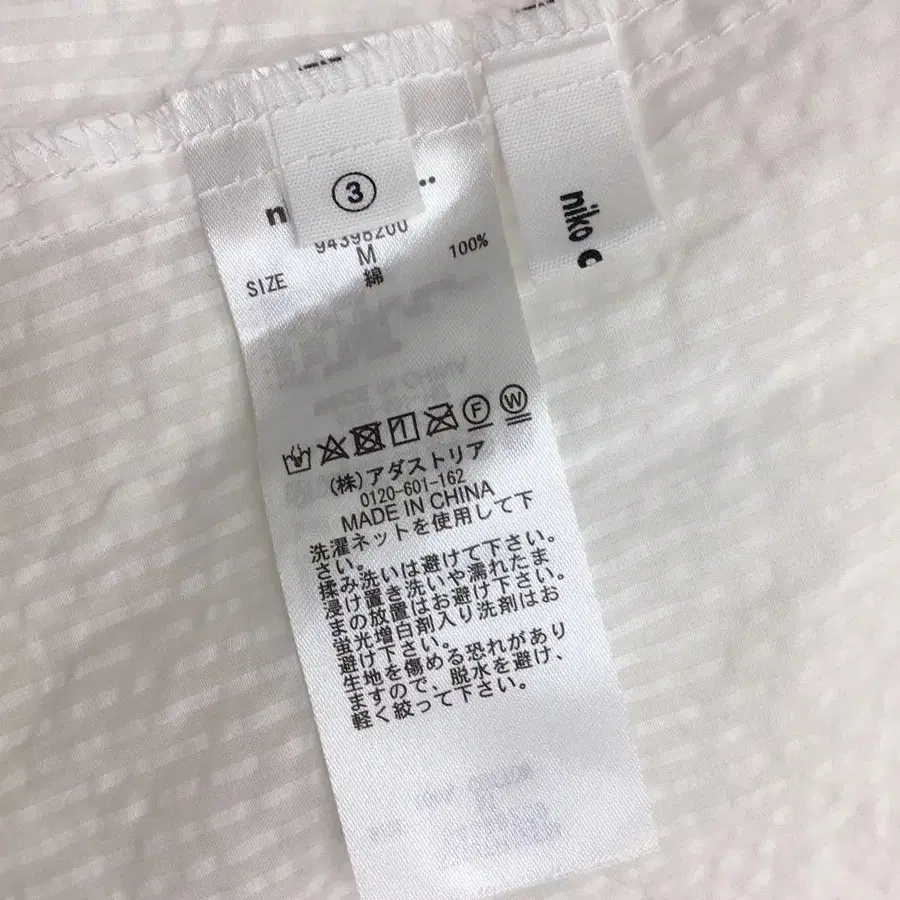 ③
94398200
SIZE M
綿 100%
niko
F W
(株)アダストリア
0120-601-162
MADE IN CHINA
洗濯ネットを使用して下
さい。
揉み洗いは避けて下さい。
浸け置き洗いや濡れたま
まの放置はお避け下さい。
蛍光増白剤入り洗剤はお
避け下さい。
生地を傷める恐れがあり
ますので、脱水を避け、
軽く絞って下さい。